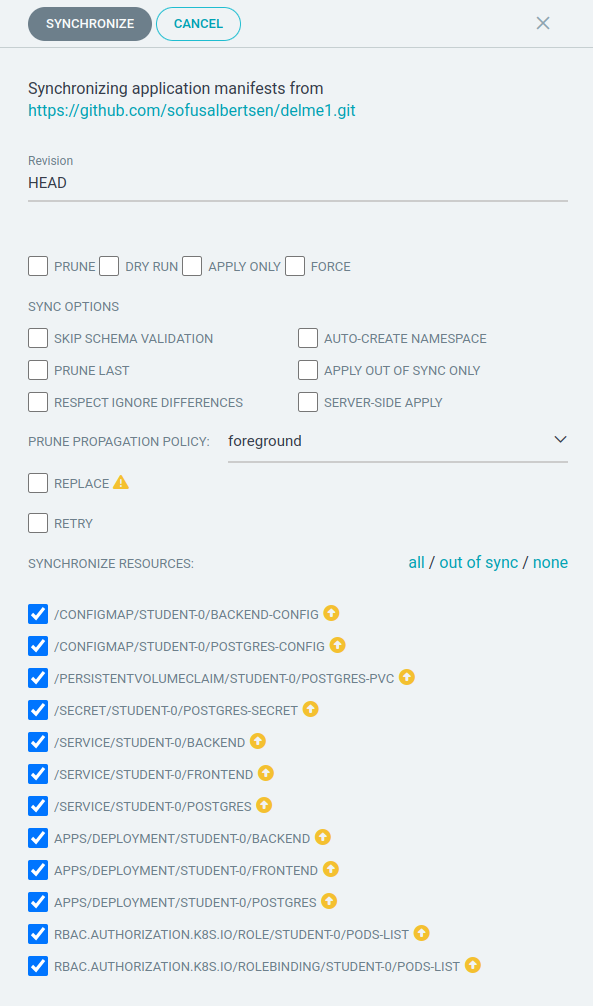 SYNCHRONIZE CANCEL
Synchronizing application manifests from
https://github.com/sofusalbertsen/delme1.git
Revision
HEAD
PRUNE DRY RUN APPLY ONLY FORCE
SYNC OPTIONS
SKIP SCHEMA VALIDATION AUTO-CREATE NAMESPACE
PRUNE LAST APPLY OUT OF SYNC ONLY
RESPECT IGNORE DIFFERENCES SERVER-SIDE APPLY
PRUNE PROPAGATION POLICY: foreground
REPLACE
RETRY
SYNCHRONIZE RESOURCES: all / out of sync / none
/CONFIGMAP/STUDENT-0/BACKEND-CONFIG
/CONFIGMAP/STUDENT-0/POSTGRES-CONFIG
/PERSISTENTVOLUMECLAIM/STUDENT-0/POSTGRES-PVC
/SECRET/STUDENT-0/POSTGRES-SECRET
/SERVICE/STUDENT-0/BACKEND
/SERVICE/STUDENT-0/FRONTEND
/SERVICE/STUDENT-0/POSTGRES
APPS/DEPLOYMENT/STUDENT-0/BACKEND
APPS/DEPLOYMENT/STUDENT-0/FRONTEND
APPS/DEPLOYMENT/STUDENT-0/POSTGRES
RBAC.AUTHORIZATION.K8S.IO/ROLE/STUDENT-0/PODS-LIST
RBAC.AUTHORIZATION.K8S.IO/ROLEBINDING/STUDENT-0/PODS-LIST